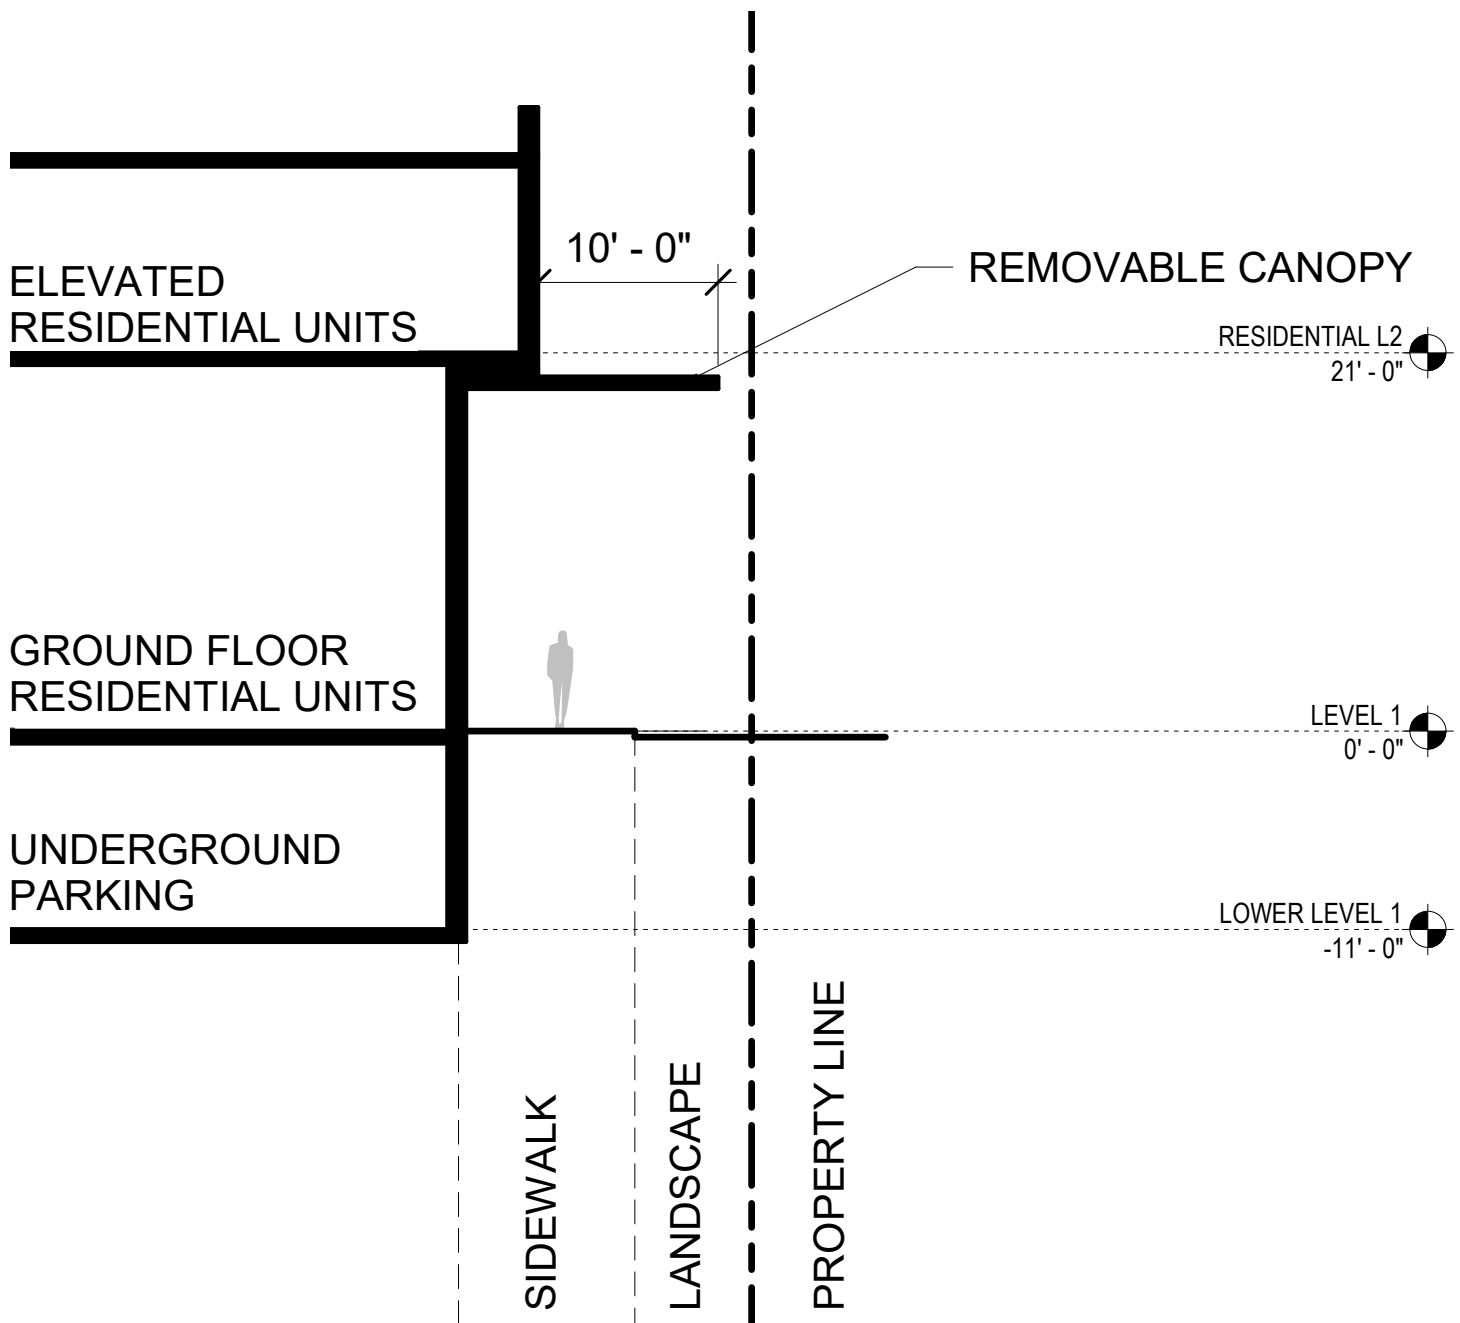 10' - 0"
REMOVABLE CANOPY
ELEVATED
RESIDENTIAL UNITS
RESIDENTIAL L2
21' - 0"
GROUND FLOOR
RESIDENTIAL UNITS
LEVEL 1
0' - 0"
UNDERGROUND
PARKING
LOWER LEVEL 1
-11' - 0"
SIDEWALK
LANDSCAPE
PROPERTY LINE